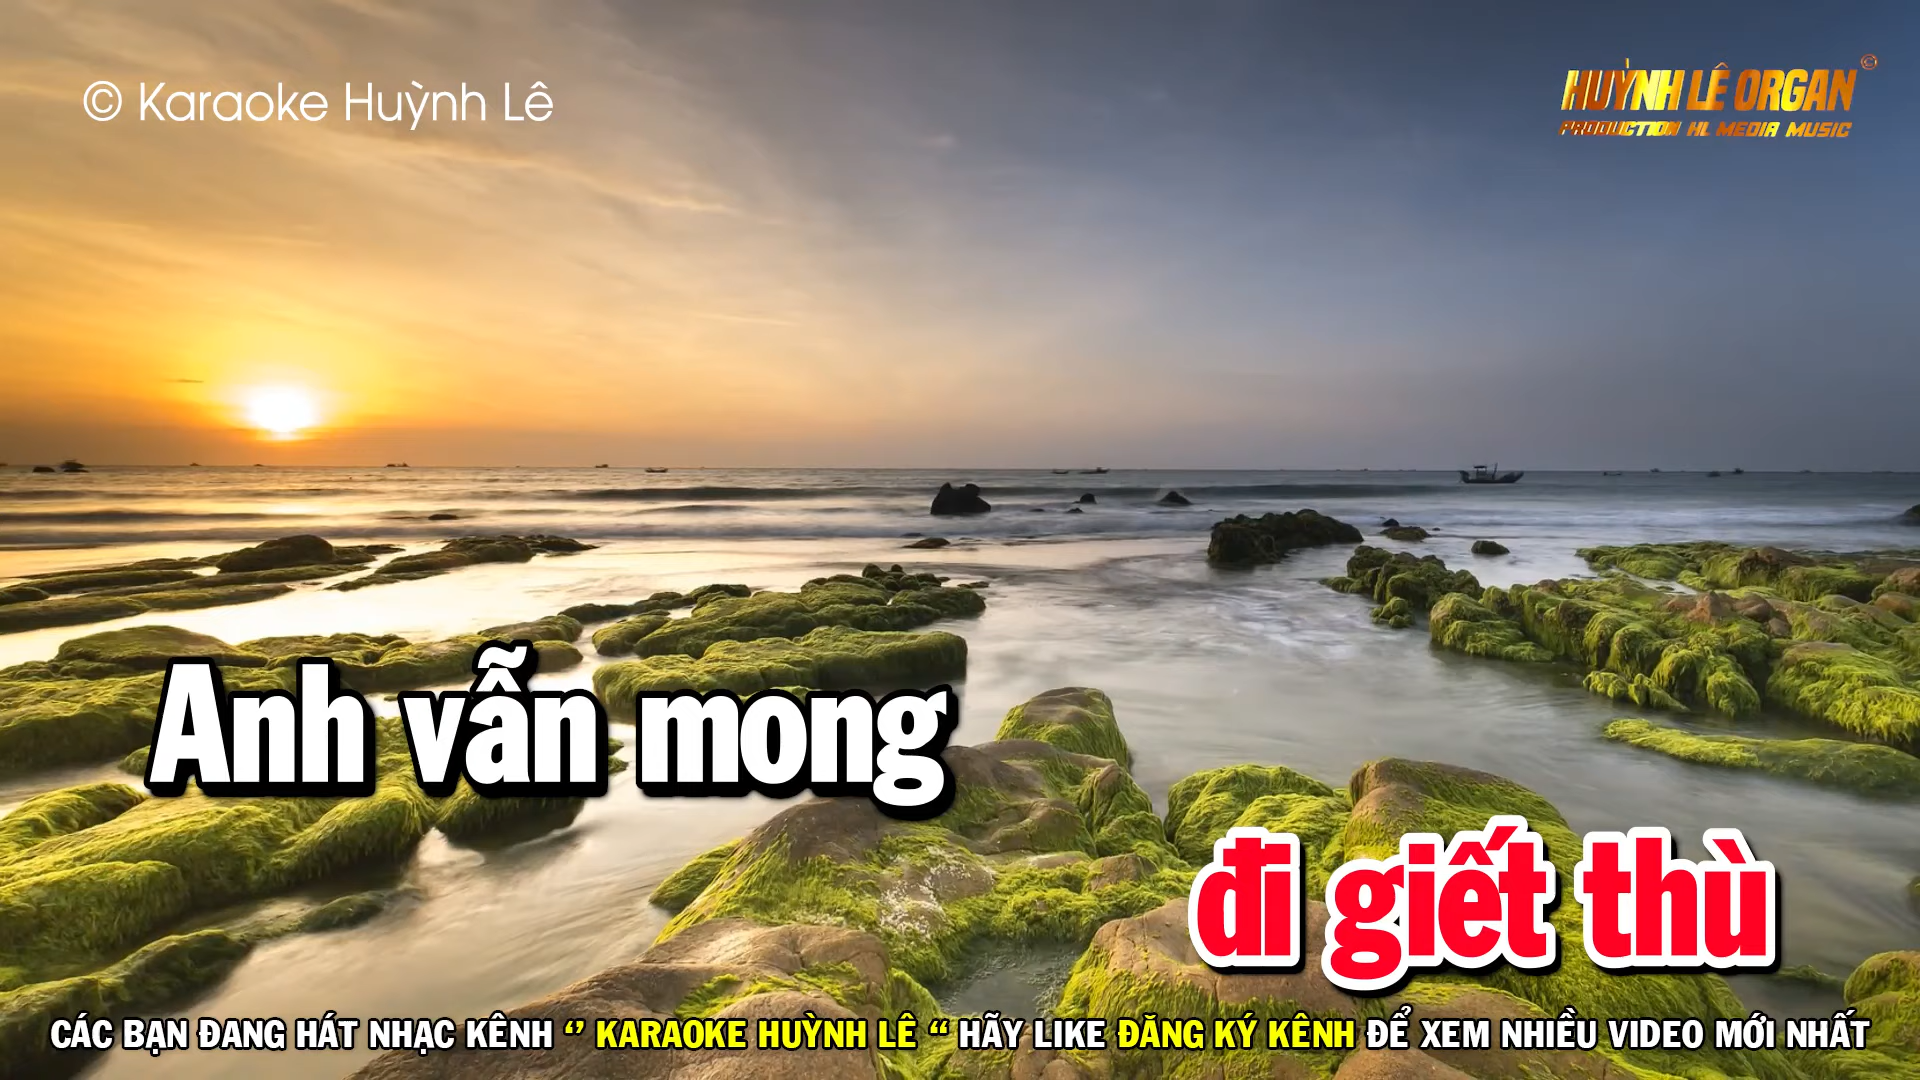 © Karaoke Huỳnh Lê
HUỲNH LÊ ORGAN ©
PRODUCTION HL MEDIA MUSIC
Anh vẫn mong
đi giết thù
CÁC BẠN ĐANG HÁT NHẠC KÊNH ‘’ KARAOKE HUỲNH LÊ “ HÃY LIKE ĐĂNG KÝ KÊNH ĐỂ XEM NHIỀU VIDEO MỚI NHẤT